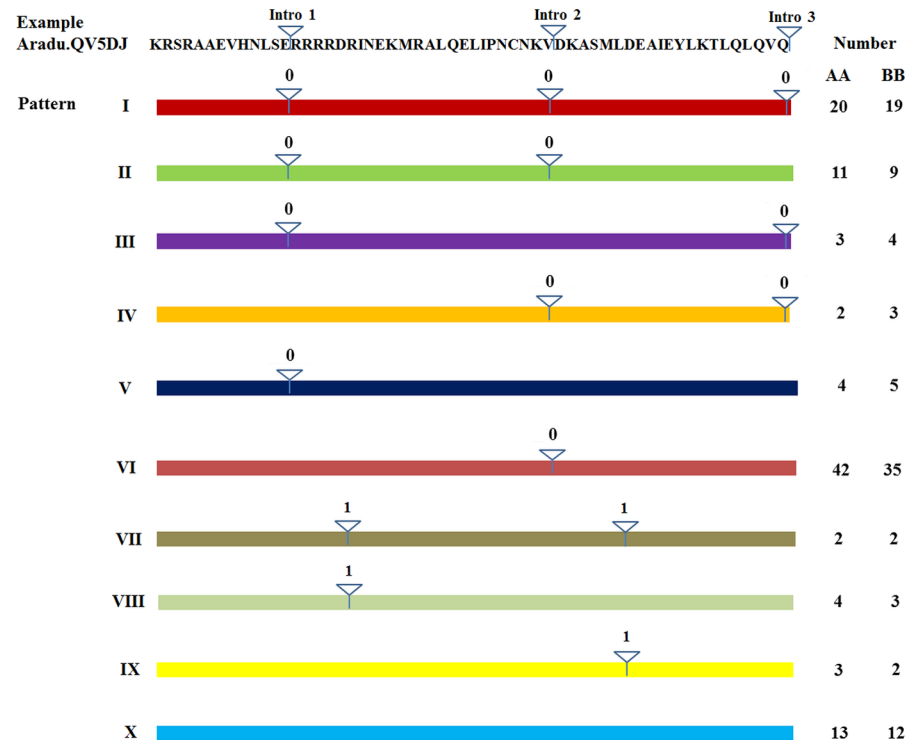 Example Intro 1 Intro 2 Intro 3
Aradu.QV5DJ KRSRAAEVHNLSERRRRDRINEKMRALQELIPNCNKVDKASMLDEAIEYLKTLQLQVQ Number
AA BB
0 0 0
Pattern I 20 19
0 0
II 11 9
0 0
III 3 4
0 0
IV 2 3
0
V 4 5
0
VI 42 35
1 1
VII 2 2
1
VIII 4 3
1
IX 3 2
X 13 12